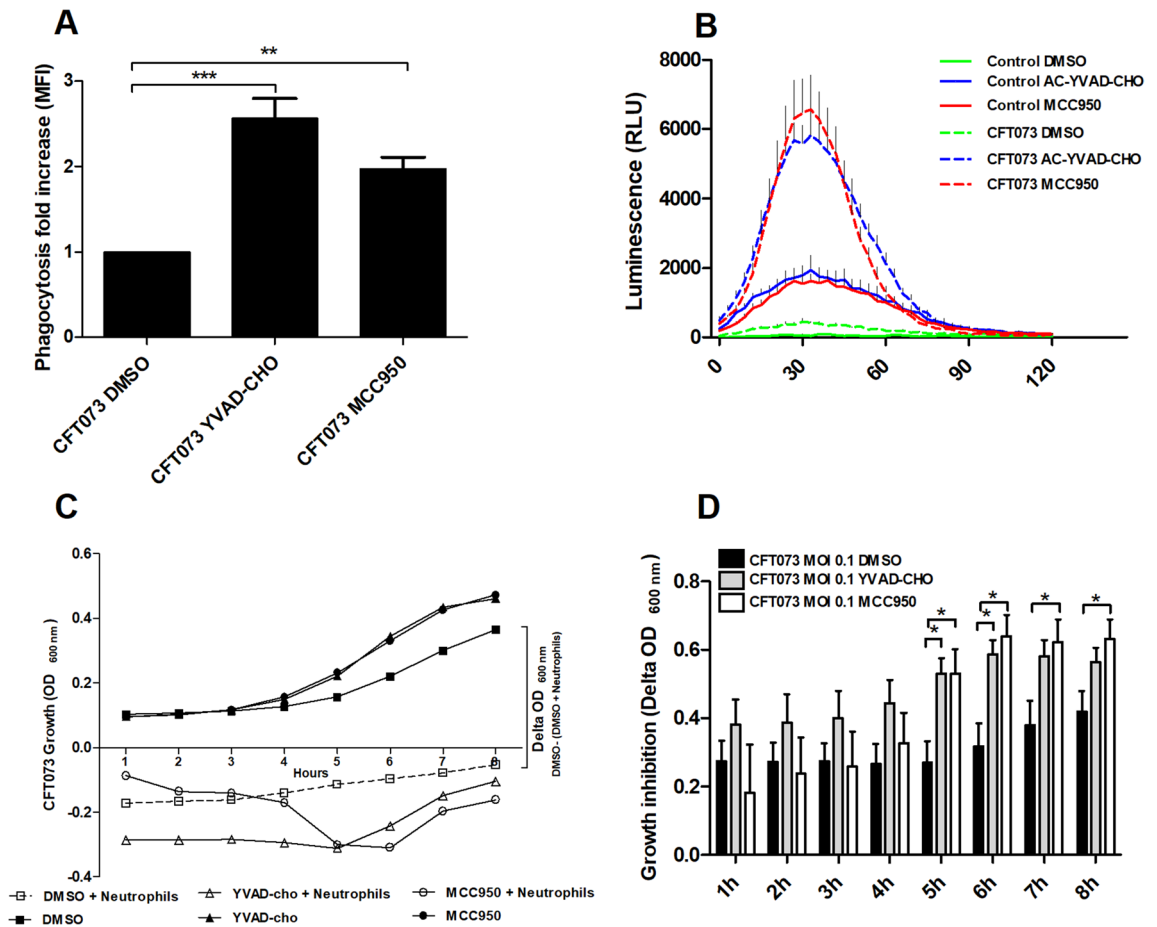 A
Phagocytosis fold increase (MFI)
3
2
1
0
***
**
CFT073 DMSO
CFT073 YVAD-CHO
CFT073 MCC950
B
Luminescence (RLU)
8000
6000
4000
2000
0
0 30 60 90 120
Control DMSO
Control AC-YVAD-CHO
Control MCC950
CFT073 DMSO
CFT073 AC-YVAD-CHO
CFT073 MCC950
C
CFT073 Growth (OD 600 nm)
0.6
0.4
0.2
0.0
-0.2
-0.4
1 2 3 4 5 6 7 8
Hours
Delta OD 600 nm
DMSO- (DMSO + Neutrophils)
DMSO + Neutrophils
YVAD-cho + Neutrophils
MCC950 + Neutrophils
DMSO
YVAD-cho
MCC950
D
Growth inhibition (Delta OD 600 nm)
0.8
0.6
0.4
0.2
0.0
CFT073 MOI 0.1 DMSO
CFT073 MOI 0.1 YVAD-CHO
CFT073 MOI 0.1 MCC950
* * * * * *
1h 2h 3h 4h 5h 6h 7h 8h